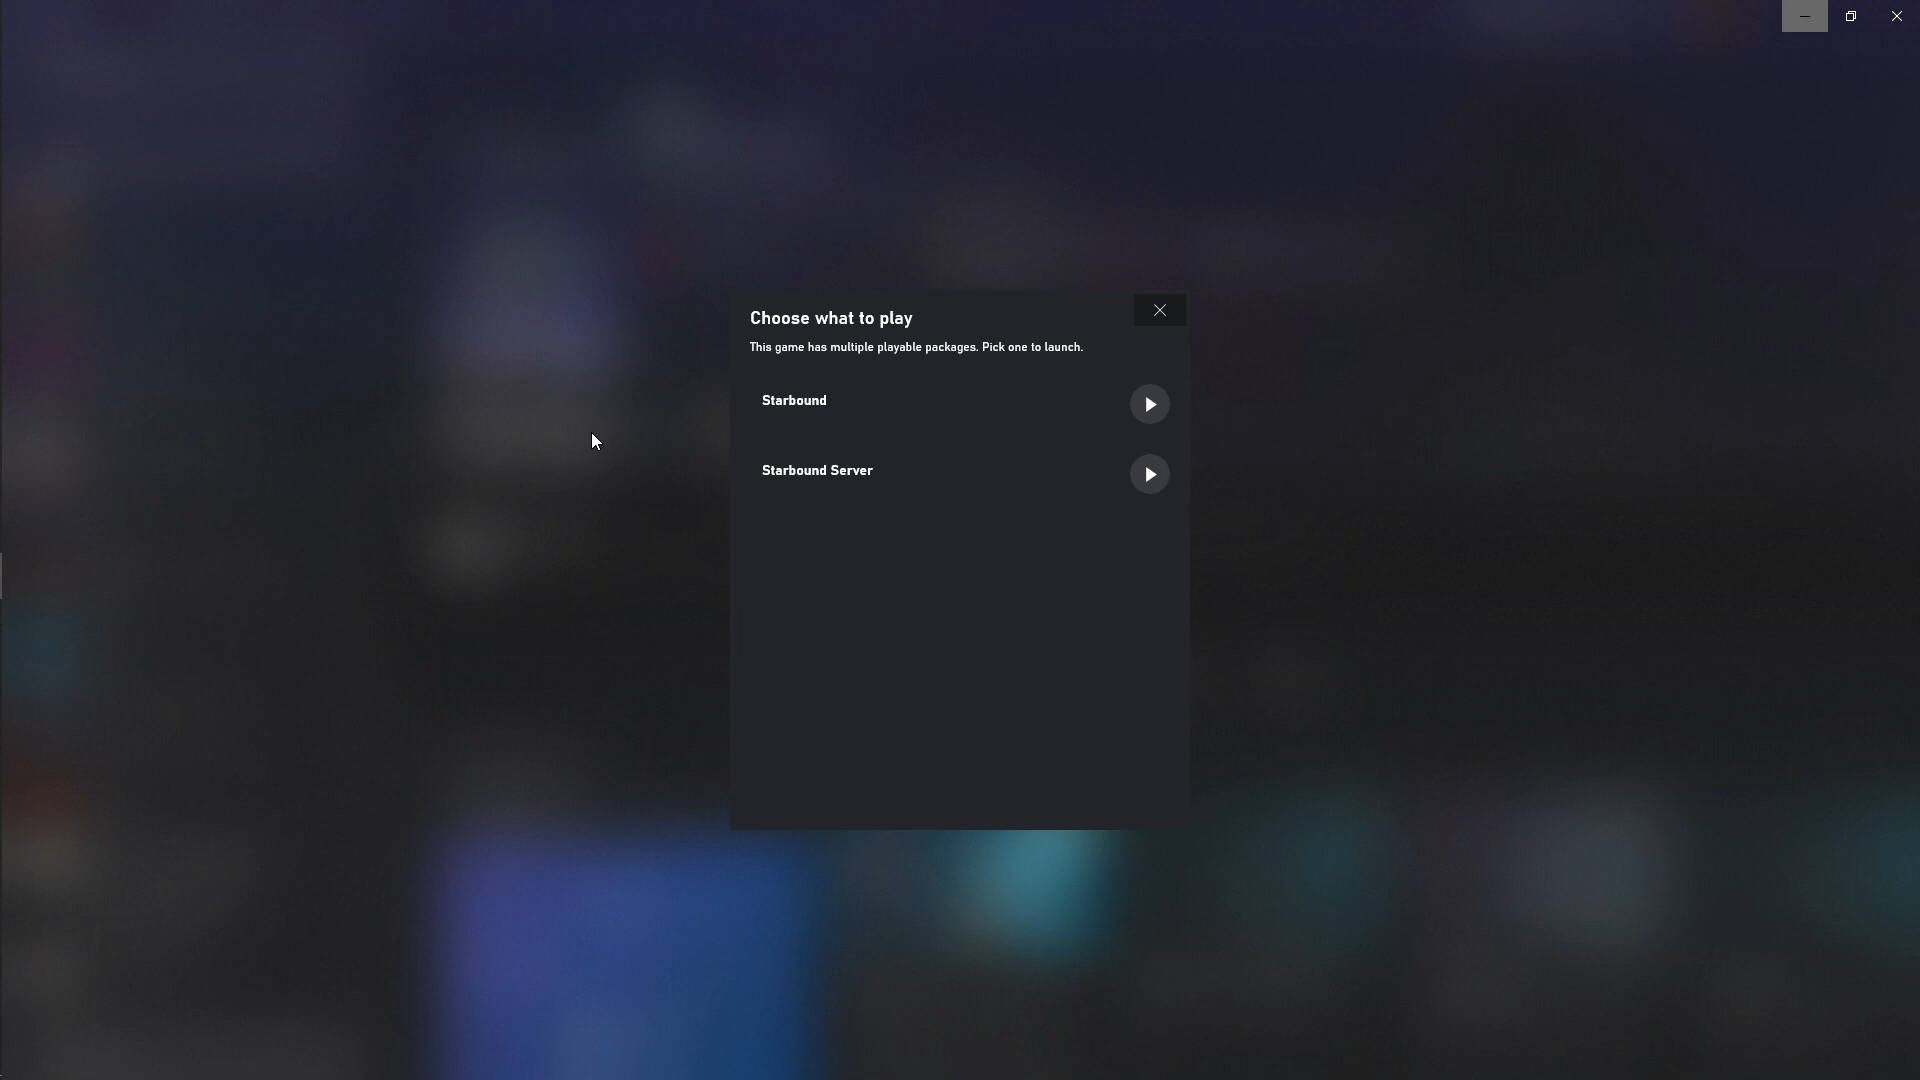 Choose what to play
This game has multiple playable packages. Pick one to launch.
Starbound
Starbound Server